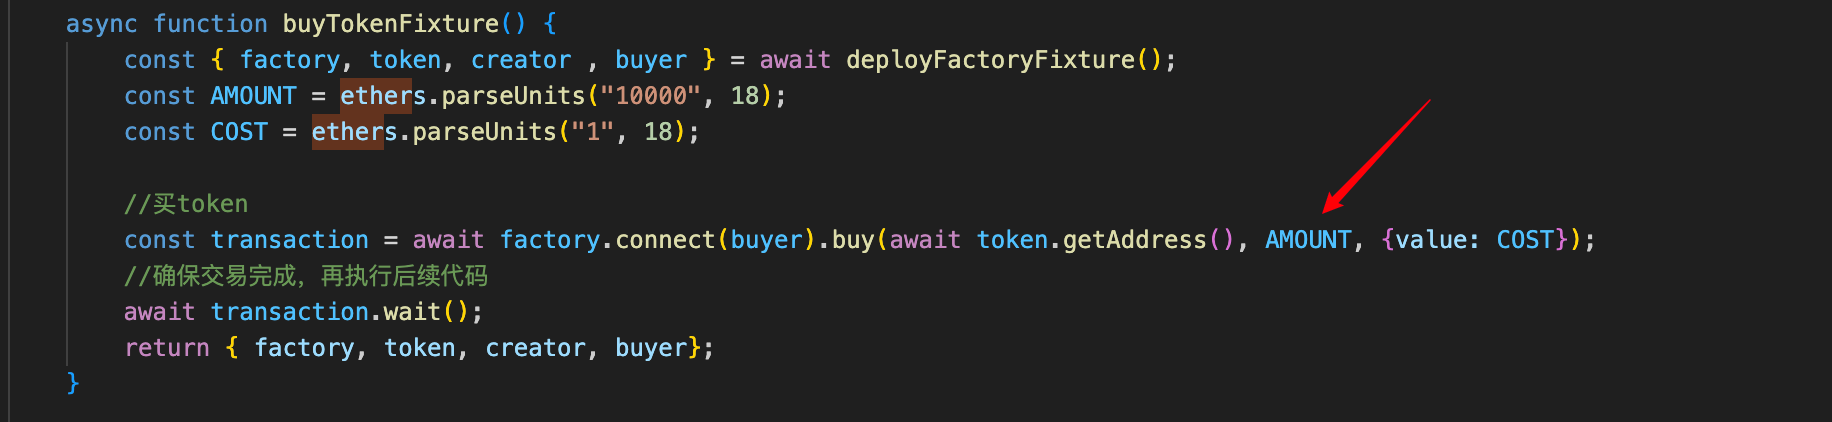 async function buyTokenFixture() {
const { factory, token, creator , buyer } = await deployFactoryFixture();
const AMOUNT = ethers.parseUnits("10000", 18);
const COST = ethers.parseUnits("1", 18);
//买token
const transaction = await factory.connect(buyer).buy(await token.getAddress(), AMOUNT, {value: COST});
//确保交易完成，再执行后续代码
await transaction.wait();
return { factory, token, creator, buyer};
}